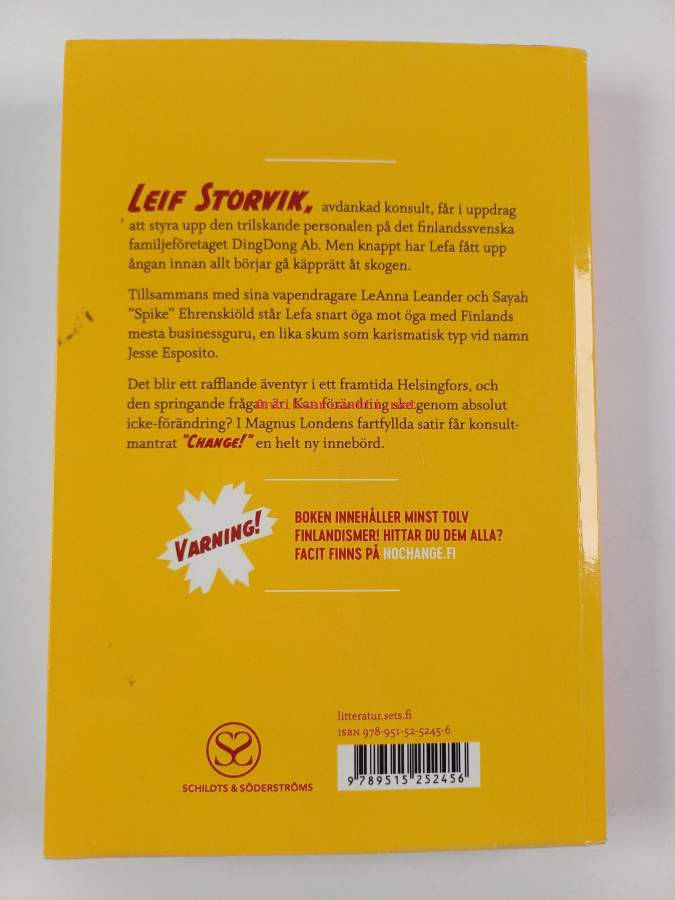 LEIF STORVIK, avdankad konsult, får i uppdrag
att styra upp den trilskande personalen på det finlandssvenska
familjeföretaget DingDong Ab. Men knappt har Lefa fått upp
ångan innan allt börjar gå käpprätt åt skogen.
Tillsammans med sina vapendragare LeAnna Leander och Sayah
”Spike” Ehrenskiöld står Lefa snart öga mot öga med Finlands
mesta businessguru, en lika skum som karismatisk typ vid namn
Jesse Esposito.
Det blir ett rafflande äventyr i ett framtida Helsingfors, och
den springande frågan är: Kan förändring ske genom absolut
icke-förändring? I Magnus Londens fartfyllda satir får konsult-
mantrat "CHANGE!" en helt ny innebörd.
VARNING!
BOKEN INNEHÅLLER MINST TOLV
FINLANDISMER! HITTAR DU DEM ALLA?
FACIT FINNS PÅ NOCHANGE.FI
litteratur.sets.fi
ISBN 978-951-52-5245-6
9 789515 252456
SCHILDTS & SÖDERSTRÖMS